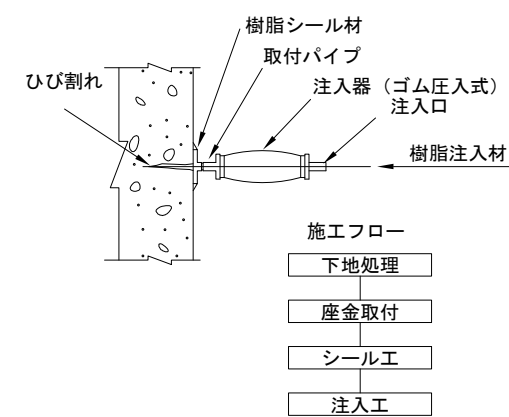 樹脂シール材
取付パイプ
ひび割れ
注入器（ゴム圧入式）
注入口
樹脂注入材
施工フロー
下地処理
座金取付
シール工
注入工